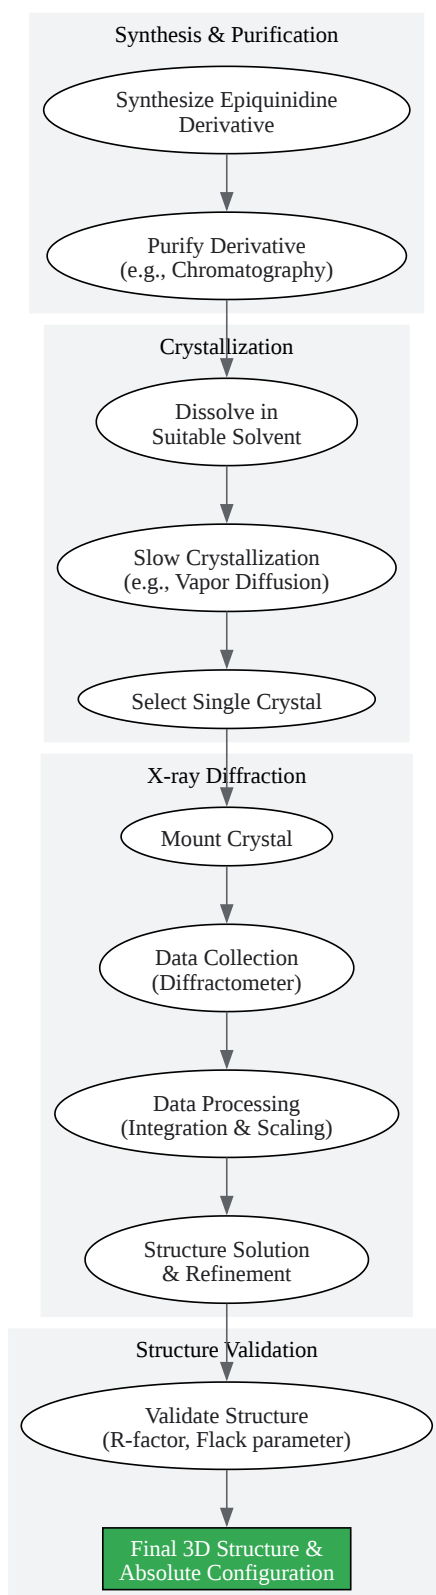 Synthesis & Purification
Synthesize Epiquinidine
Derivative
Purify Derivative
(e.g., Chromatography)
Crystallization
Dissolve in
Suitable Solvent
Slow Crystallization
(e.g., Vapor Diffusion)
Select Single Crystal
X-ray Diffraction
Mount Crystal
Data Collection
(Diffractometer)
Data Processing
(Integration & Scaling)
Structure Solution
& Refinement
Structure Validation
Validate Structure
(R-factor, Flack parameter)
Final 3D Structure &
Absolute Configuration